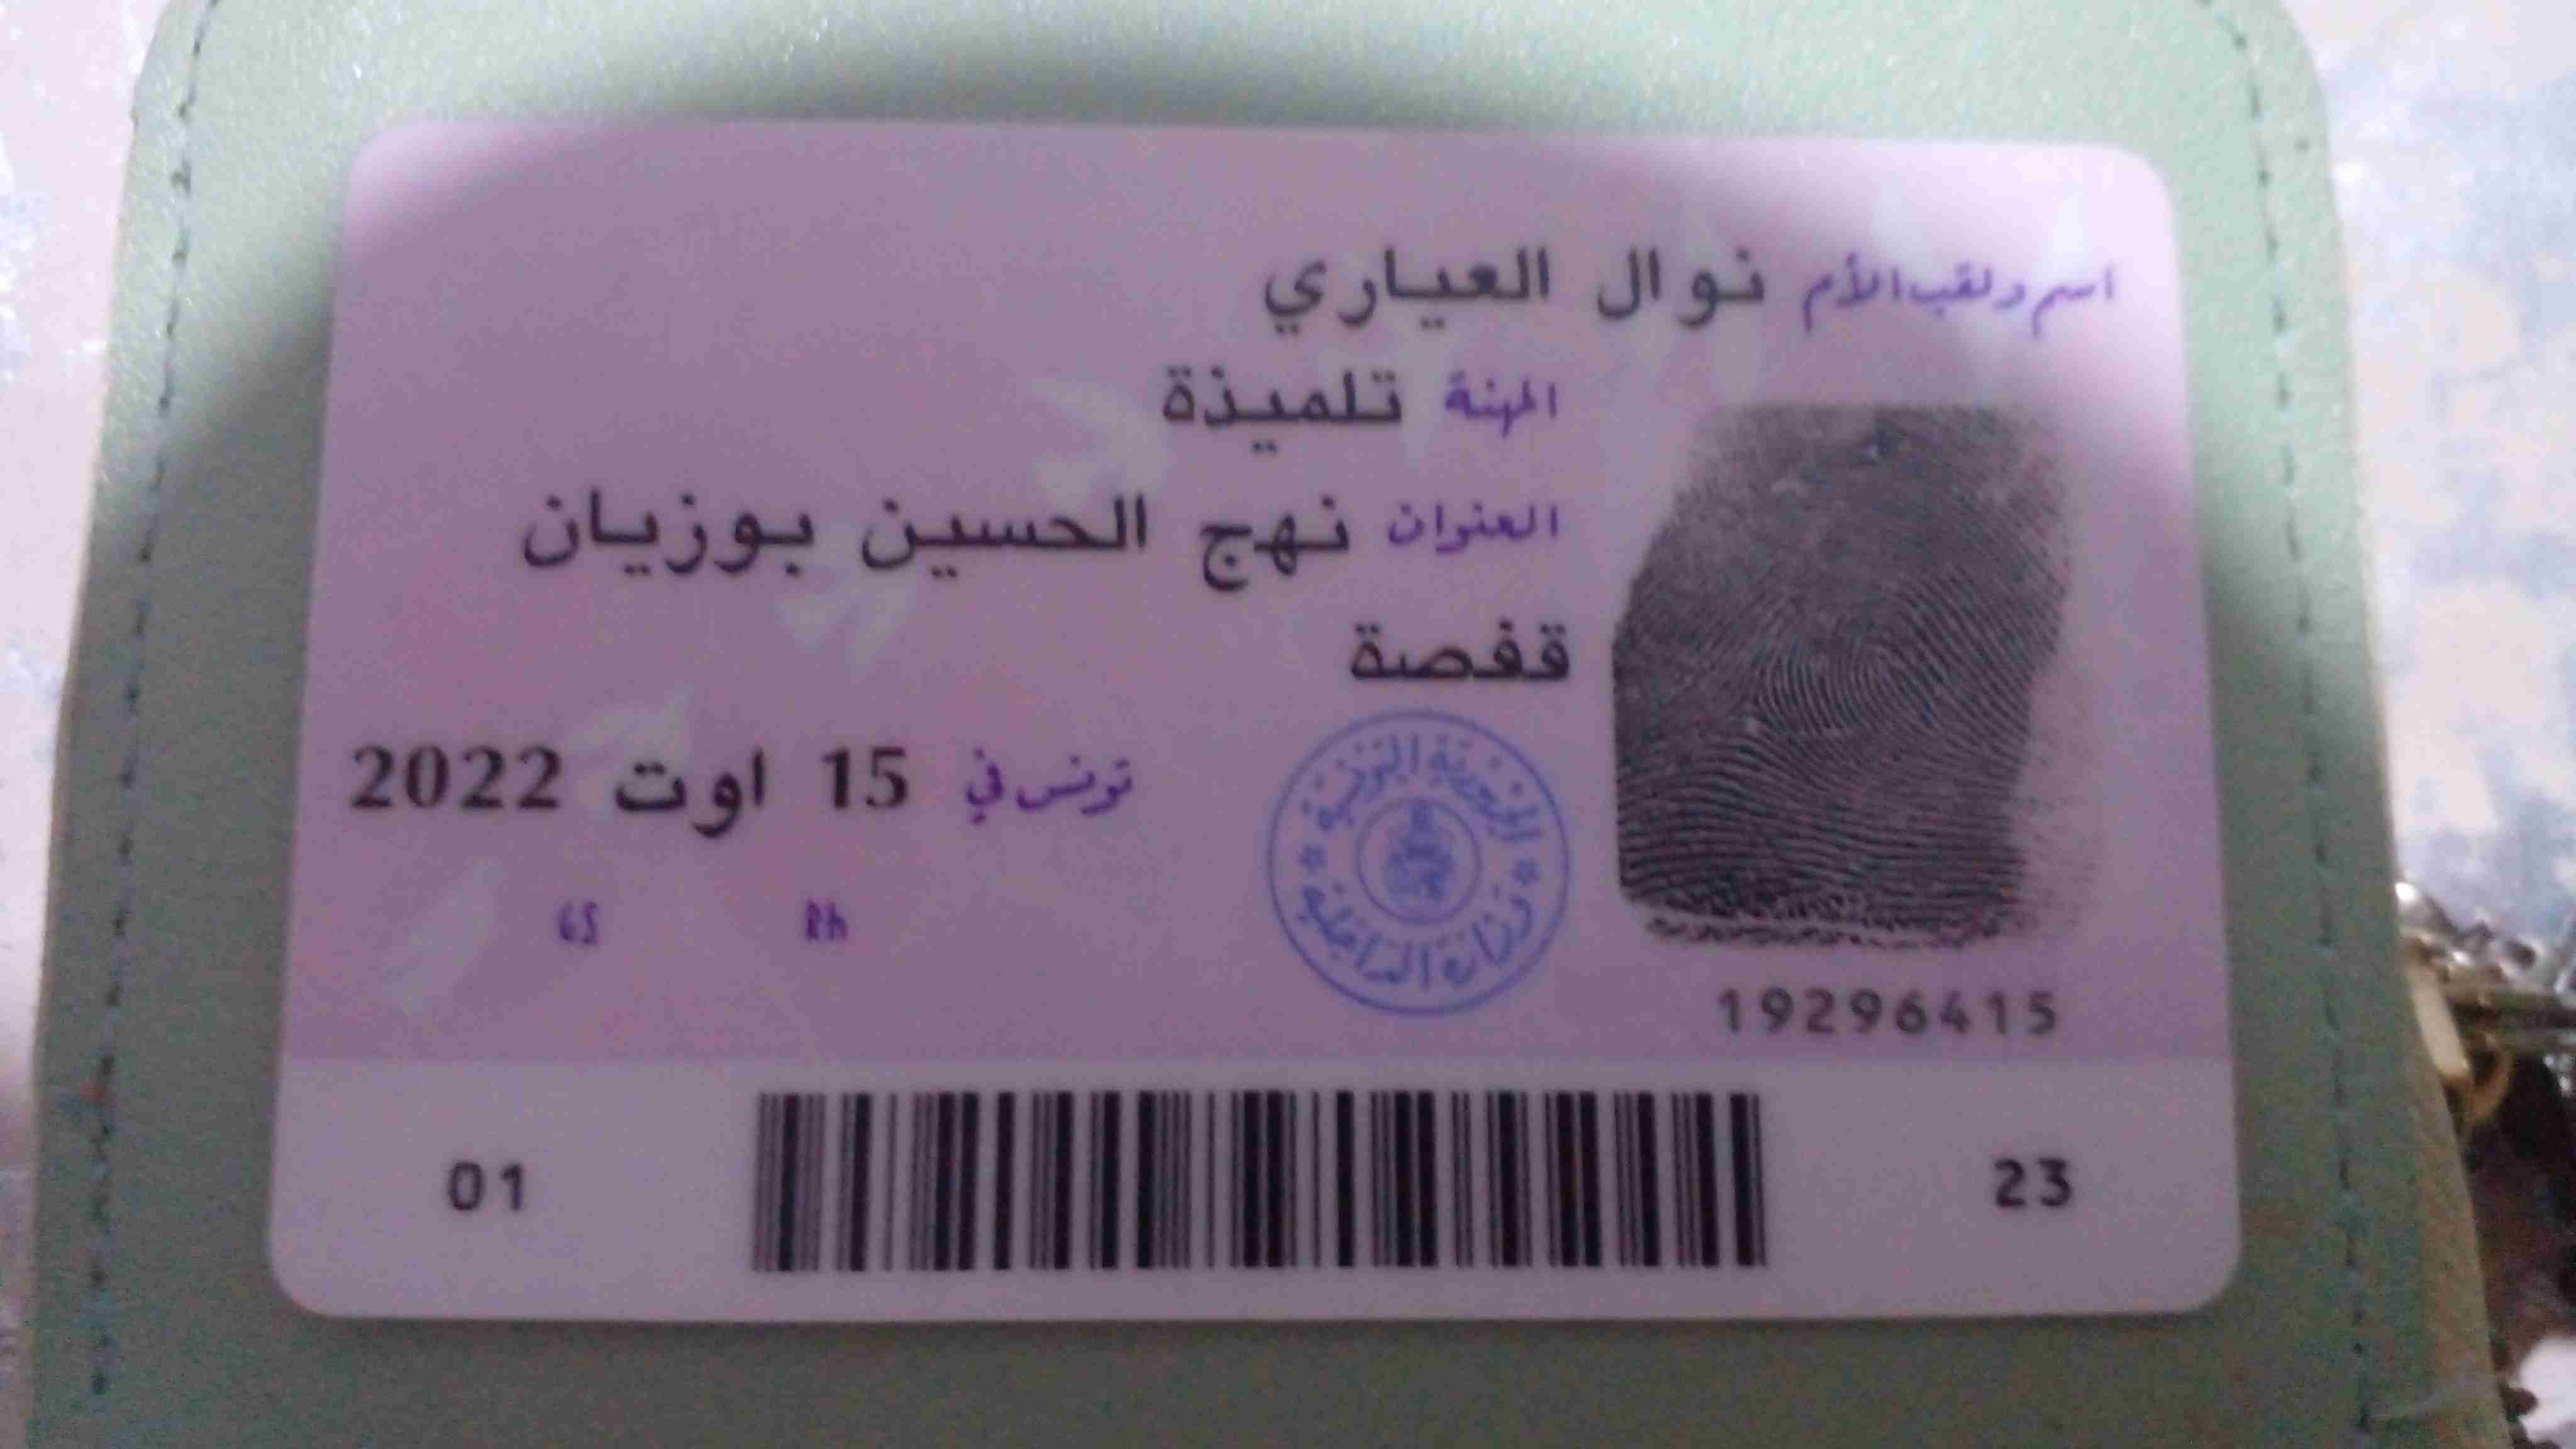 اسم ولقب الأم نوال العياري
المهنة تلميذة
العنوان نهج الحسين بوزيان
قفصة
تونس في 15 اوت 2022
الجمهورية التونسية
وزارة الداخلية
GS Rh
19296415
01 23